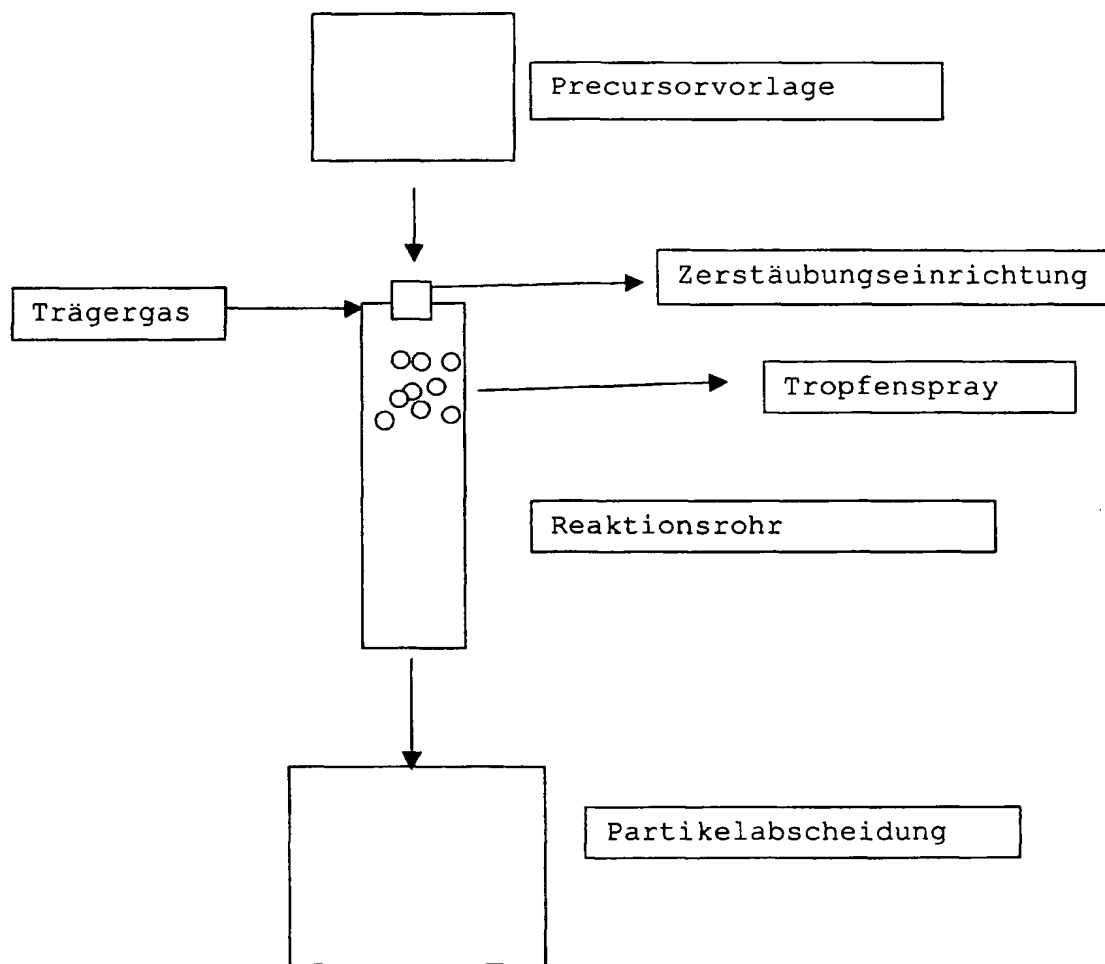 Precursorvorlage
Zerstäubungseinrichtung
Trägergas
Tropfenspray
Reaktionsrohr
Partikelabscheidung